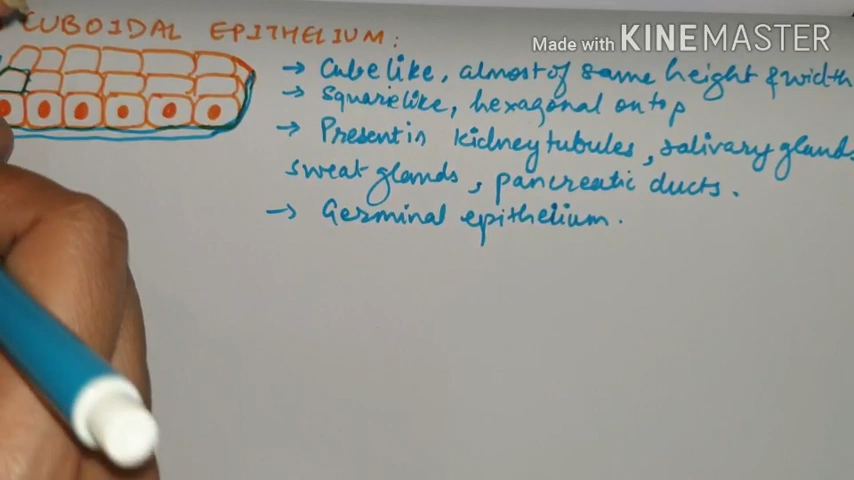 CUBOIDAL EPITHELIUM:
Made with KINEMASTER
→ Cube like, almost of same height & width
→ Square like, hexagonal on top
→ Present in kidney tubules, salivary glands
sweat glands, pancreatic ducts.
→ Germinal epithelium.